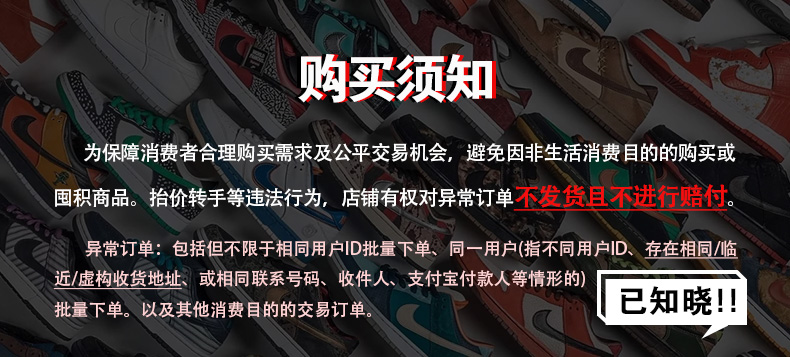 购买须知
为保障消费者合理购买需求及公平交易机会，避免因非生活消费目的的购买或
囤积商品。抬价转手等违法行为，店铺有权对异常订单不发货且不进行赔付。
异常订单：包括但不限于相同用户ID批量下单、同一用户(指不同用户ID、存在相同/临
近/虚构收货地址、或相同联系号码、收件人、支付宝付款人等情形的)
批量下单。以及其他消费目的的交易订单。
已知晓!!